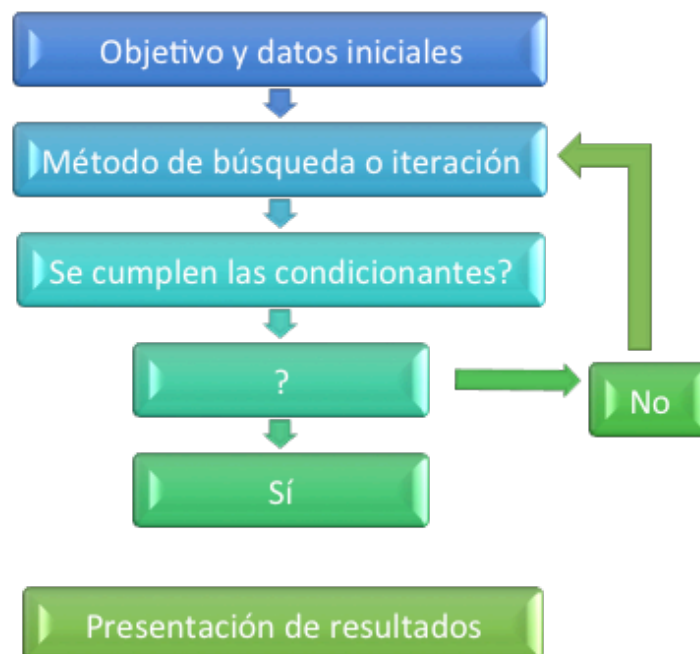 Objetivo y datos iniciales
Método de búsqueda o iteración
Se cumplen las condicionantes?
?
No
Sí
Presentación de resultados